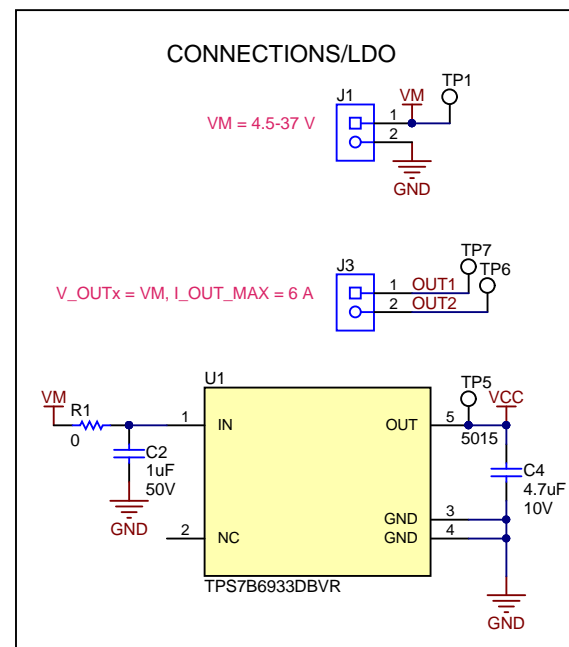 CONNECTIONS/LDO
TP1
J1
VM
VM = 4.5-37 V
1
2
GND
TP7
J3
TP6
V_OUTx = VM, I_OUT_MAX = 6 A
1
OUT1
2
OUT2
U1
TP5
VM
R1
0
1
IN
OUT
5
VCC
5015
C2
1uF
50V
GND
C4
4.7uF
10V
2
NC
GND
3
GND
4
TPS7B6933DBVR
GND